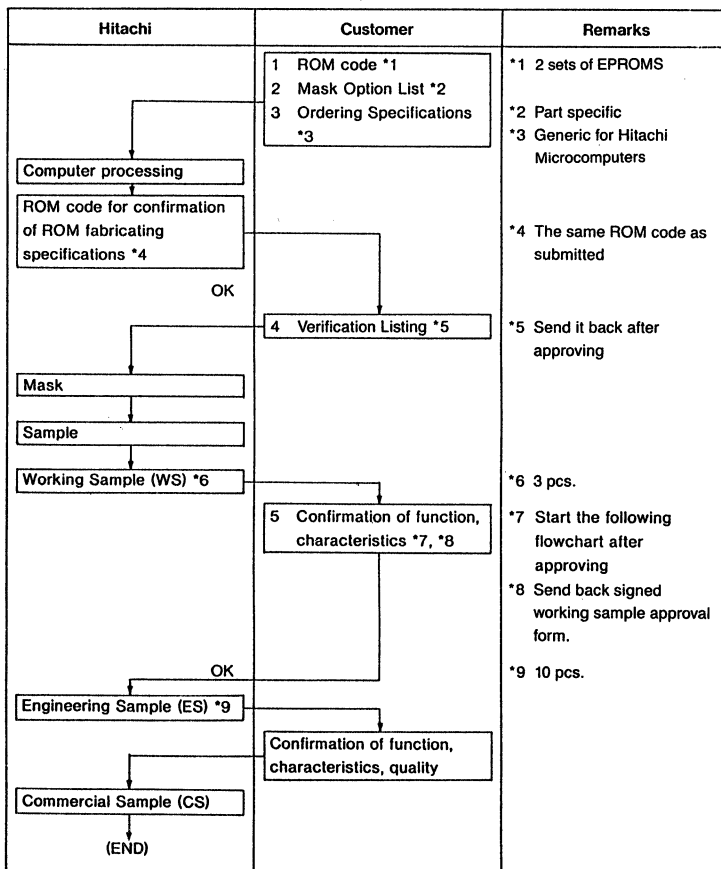 Hitachi
Customer
Remarks
1 ROM code *1
2 Mask Option List *2
3 Ordering Specifications
*3
*1 2 sets of EPROMS
*2 Part specific
*3 Generic for Hitachi
Microcomputers
Computer processing
ROM code for confirmation
of ROM fabricating
specifications *4
*4 The same ROM code as
submitted
OK
4 Verification Listing *5
*5 Send it back after
approving
Mask
Sample
Working Sample (WS) *6
*6 3 pcs.
5 Confirmation of function,
characteristics *7, *8
*7 Start the following
flowchart after
approving
*8 Send back signed
working sample approval
form.
OK
*9 10 pcs.
Engineering Sample (ES) *9
Confirmation of function,
characteristics, quality
Commercial Sample (CS)
(END)